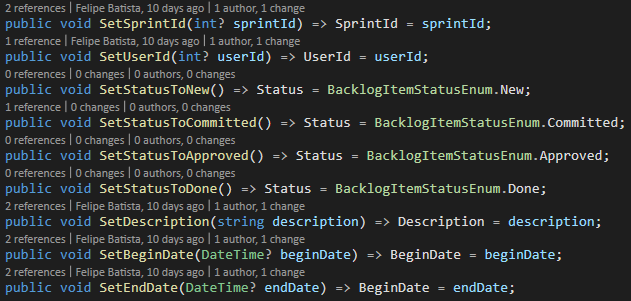 2 references | Felipe Batista, 10 days ago | 1 author, 1 change
public void SetSprintId(int? sprintId) => SprintId = sprintId;
1 reference | Felipe Batista, 10 days ago | 1 author, 1 change
public void SetUserId(int? userId) => UserId = userId;
0 references | 0 changes | 0 authors, 0 changes
public void SetStatusToNew() => Status = BacklogItemStatusEnum.New;
1 reference | 0 changes | 0 authors, 0 changes
public void SetStatusToCommitted() => Status = BacklogItemStatusEnum.Committed;
0 references | 0 changes | 0 authors, 0 changes
public void SetStatusToApproved() => Status = BacklogItemStatusEnum.Approved;
0 references | 0 changes | 0 authors, 0 changes
public void SetStatusToDone() => Status = BacklogItemStatusEnum.Done;
2 references | Felipe Batista, 10 days ago | 1 author, 1 change
public void SetDescription(string description) => Description = description;
2 references | Felipe Batista, 10 days ago | 1 author, 1 change
public void SetBeginDate(DateTime? beginDate) => BeginDate = beginDate;
2 references | Felipe Batista, 10 days ago | 1 author, 1 change
public void SetEndDate(DateTime? endDate) => BeginDate = endDate;